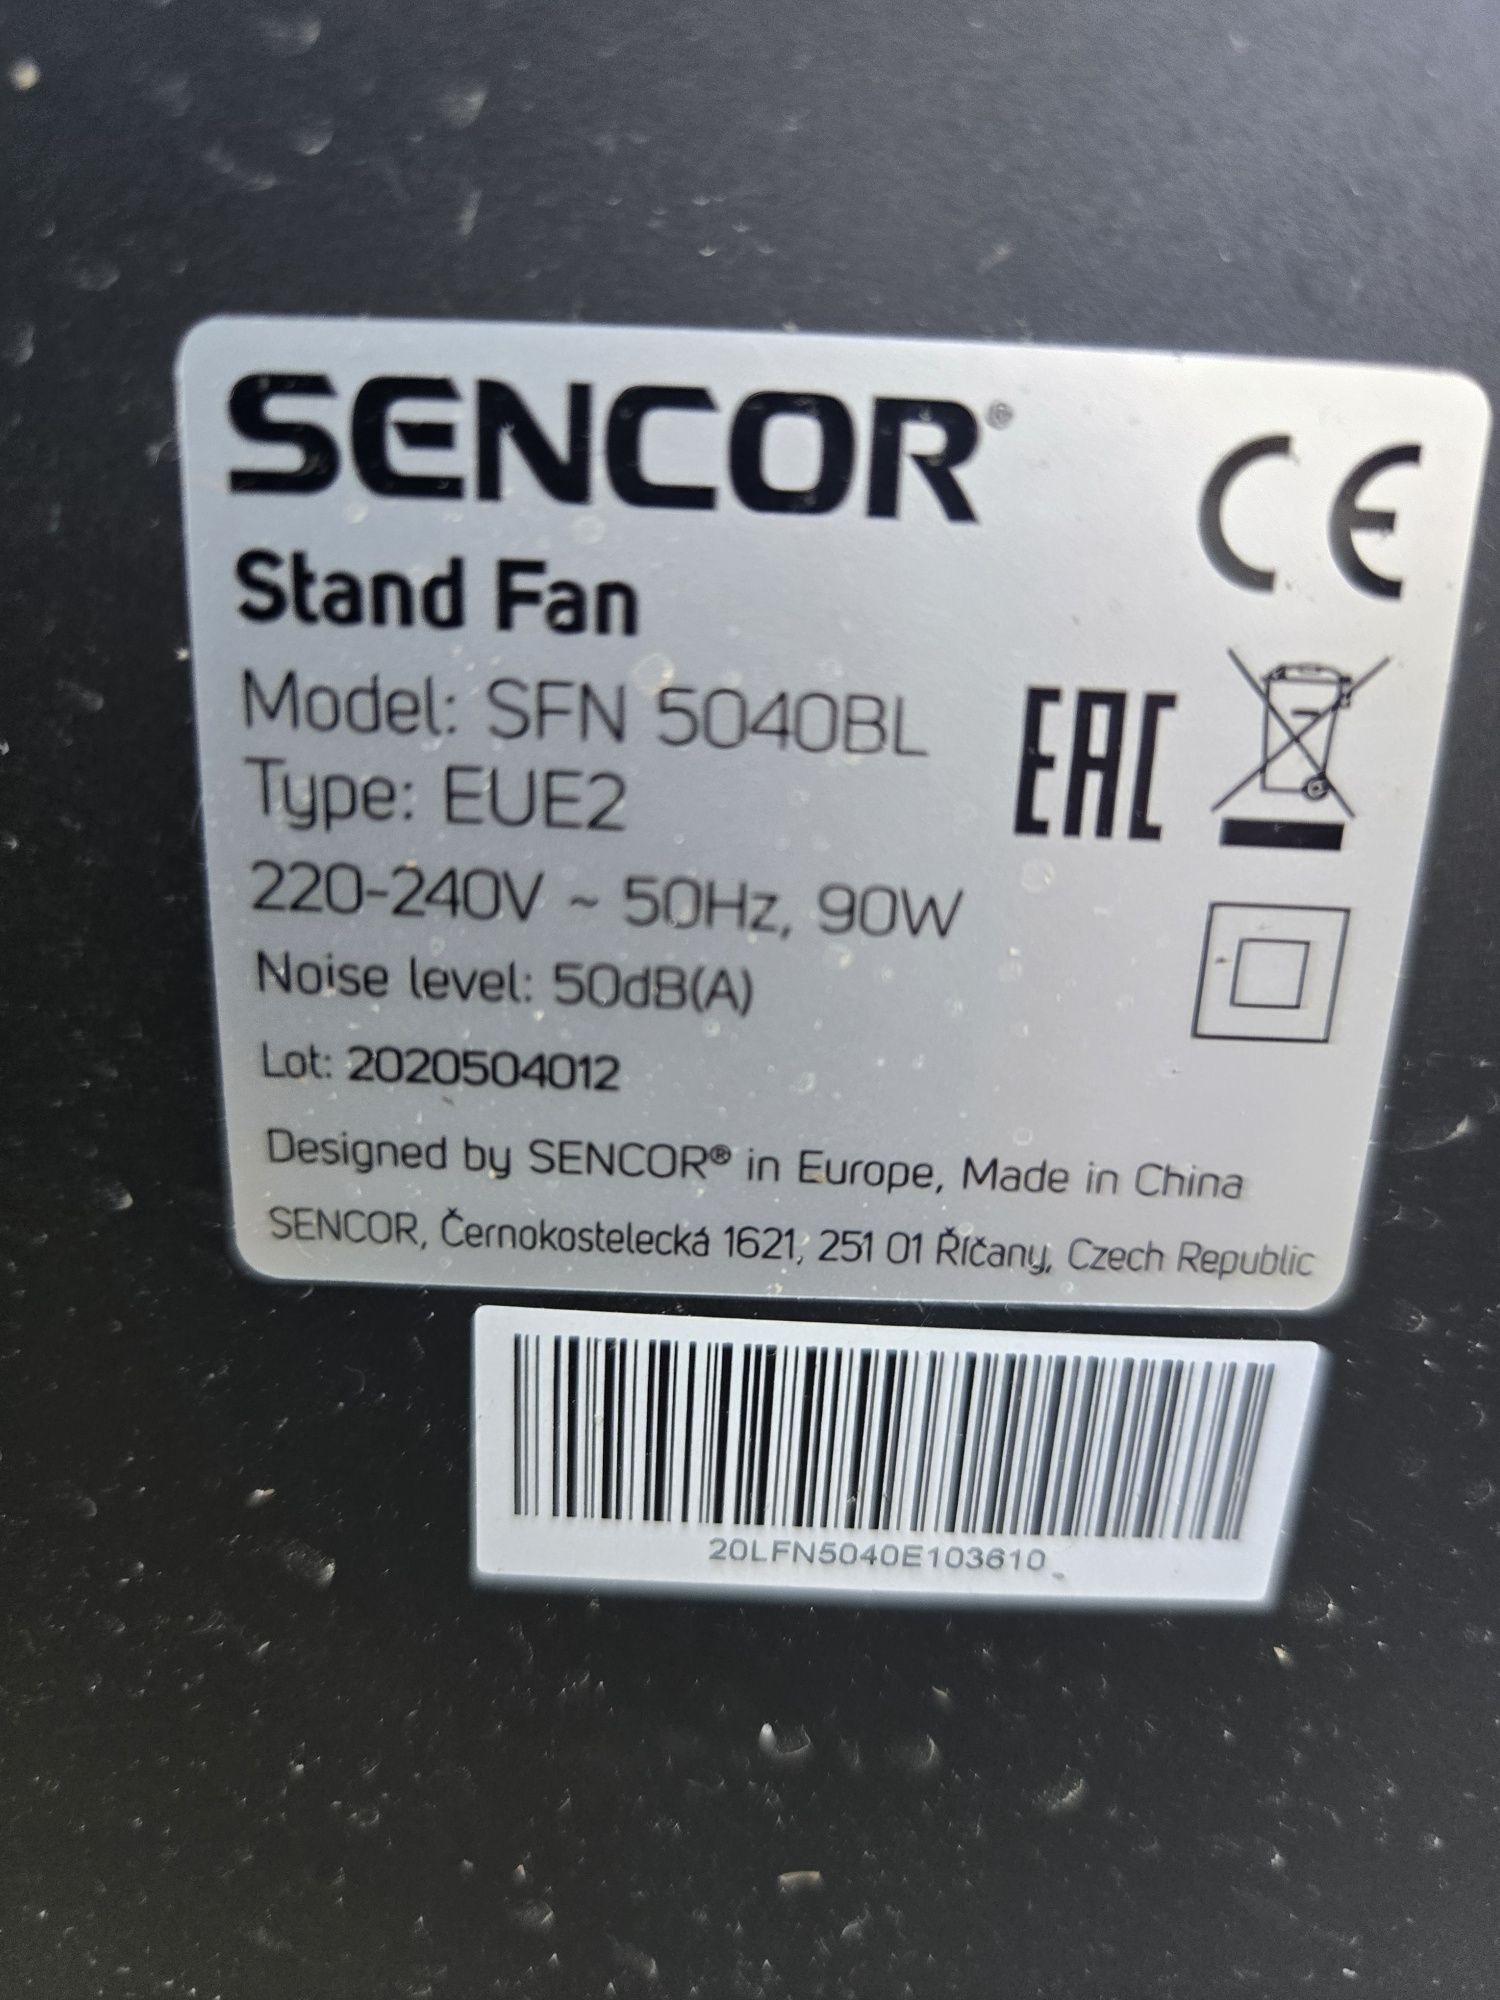 SENCOR®
CE
Stand Fan
Model: SFN 5040BL
EAC
Type: EUE2
220-240V ~ 50Hz, 90W
Noise level: 50dB(A)
Lot: 2020504012
Designed by SENCOR® in Europe, Made in China
SENCOR, Černokostelecká 1621, 251 01 Říčany, Czech Republic
20LFN5040E103610